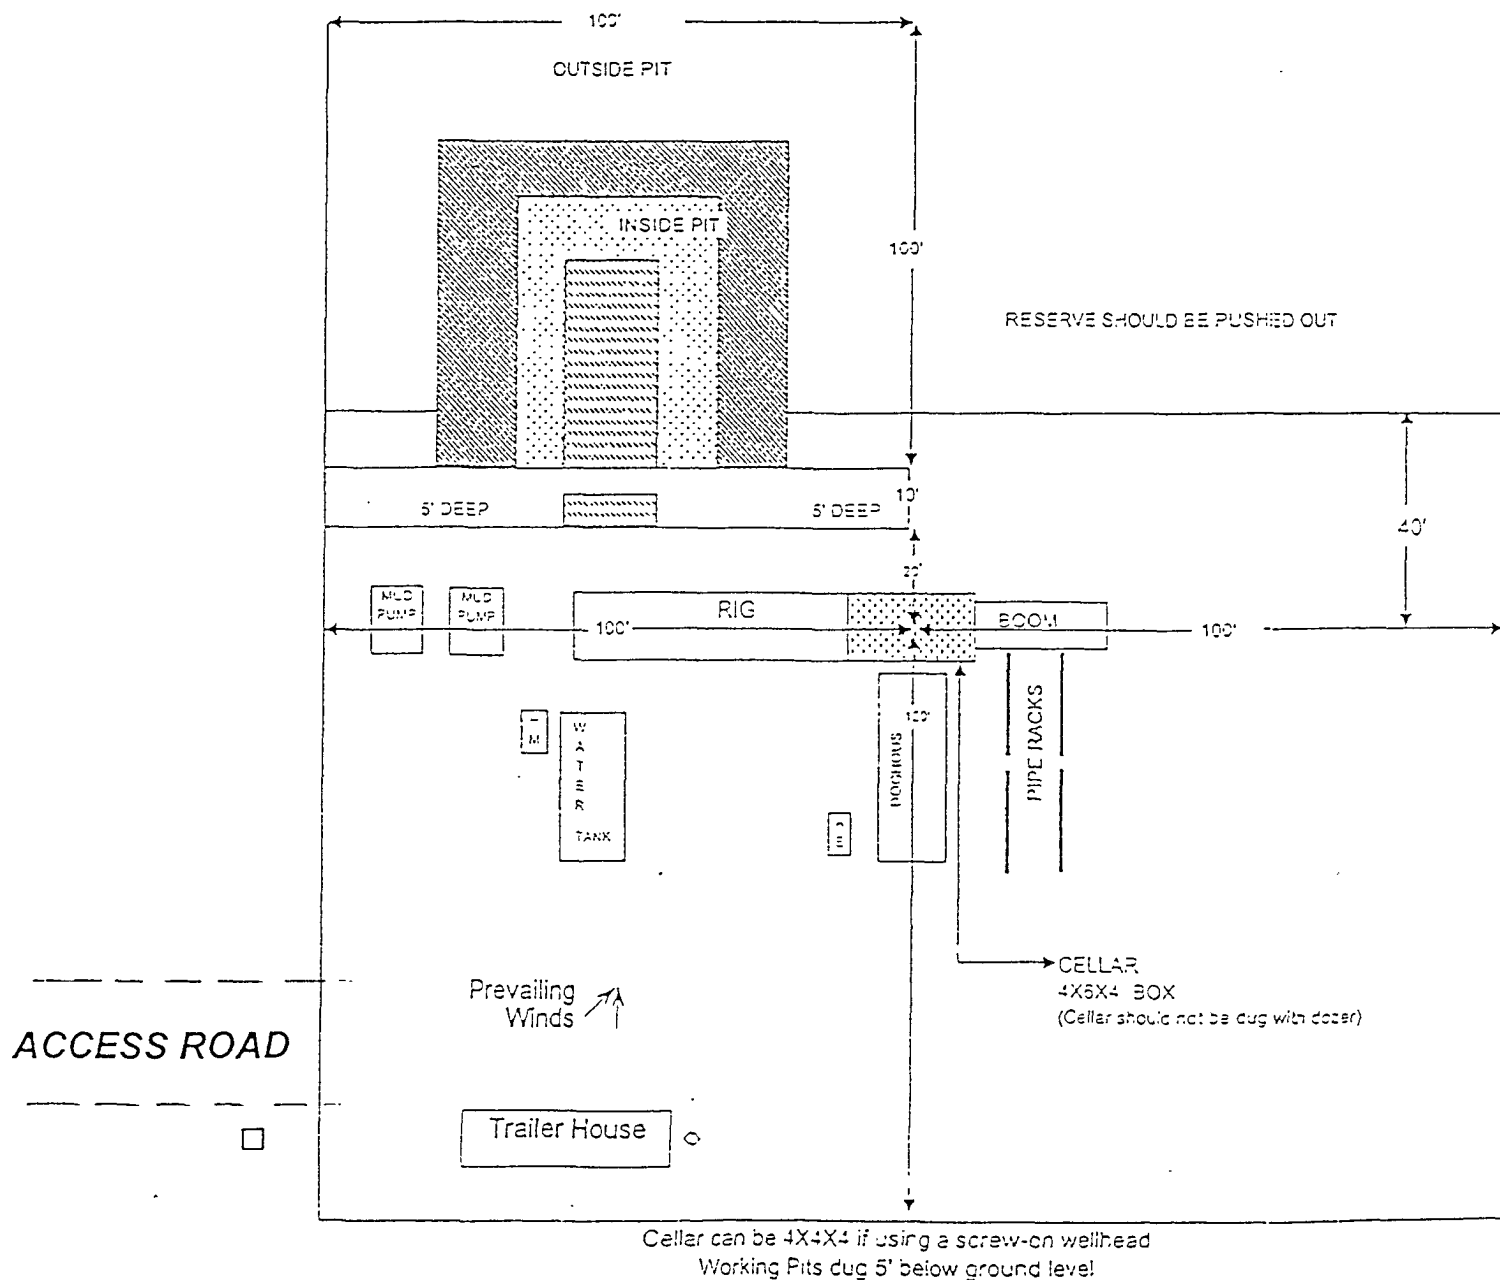 100'
OUTSIDE PIT
INSIDE PIT
100'
RESERVE SHOULD BE PUSHED OUT
10'
5' DEEP
5' DEEP
40'
20'
MUD
PUMP
MUD
PUMP
RIG
BOOM
100'
100'
DOGHOUS
PIPE RACKS
WATER
TANK
CELLAR
BOX
(Cellar should not be dug with dozer)
Prevailing
Winds
ACCESS ROAD
Trailer House
Cellar can be 4X4X4 if using a screw-on wellhead
Working Pits dug 5' below ground level